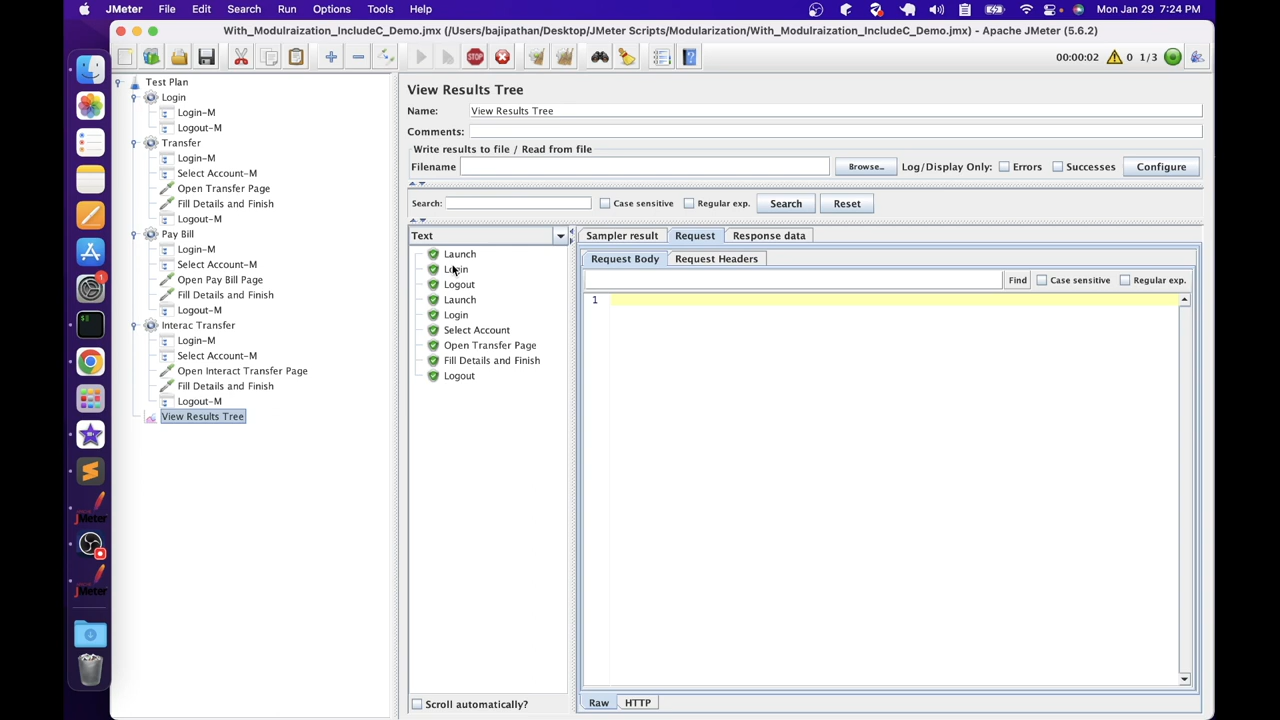 JMeter File Edit Search Run Options Tools Help Mon Jan 29 7:24 PM
With_Modulraization_IncludeC_Demo.jmx (/Users/bajipathan/Desktop/JMeter Scripts/Modularization/With_Modulraization_IncludeC_Demo.jmx) - Apache JMeter (5.6.2)
STOP 00:00:02 0 1/3
Test Plan
Login
Login-M
Logout-M
Transfer
Login-M
Select Account-M
Open Transfer Page
Fill Details and Finish
Logout-M
Pay Bill
Login-M
Select Account-M
Open Pay Bill Page
Fill Details and Finish
Logout-M
Interac Transfer
Login-M
Select Account-M
Open Interact Transfer Page
Fill Details and Finish
Logout-M
View Results Tree
View Results Tree
Name: View Results Tree
Comments:
Write results to file / Read from file
Filename Browse... Log/Display Only: Errors Successes Configure
Search: Case sensitive Regular exp. Search Reset
Text
Launch
Login
Logout
Launch
Login
Select Account
Open Transfer Page
Fill Details and Finish
Logout
Scroll automatically?
Sampler result Request Response data
Request Body Request Headers
Find Case sensitive Regular exp.
1
Raw HTTP
1
JMeter
JMeter